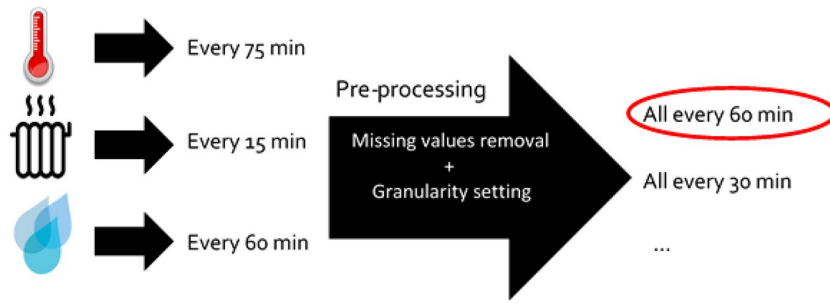 Every 75 min
Every 15 min
Every 60 min
Pre-processing
Missing values removal
+
Granularity setting
All every 60 min
All every 30 min
...